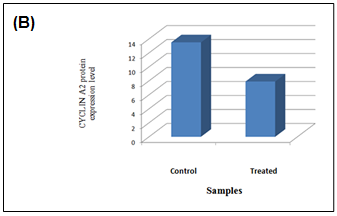 (B)
CYCLIN A2 protein
expression level
14
12
10
8
6
4
2
0
Control Treated
Samples